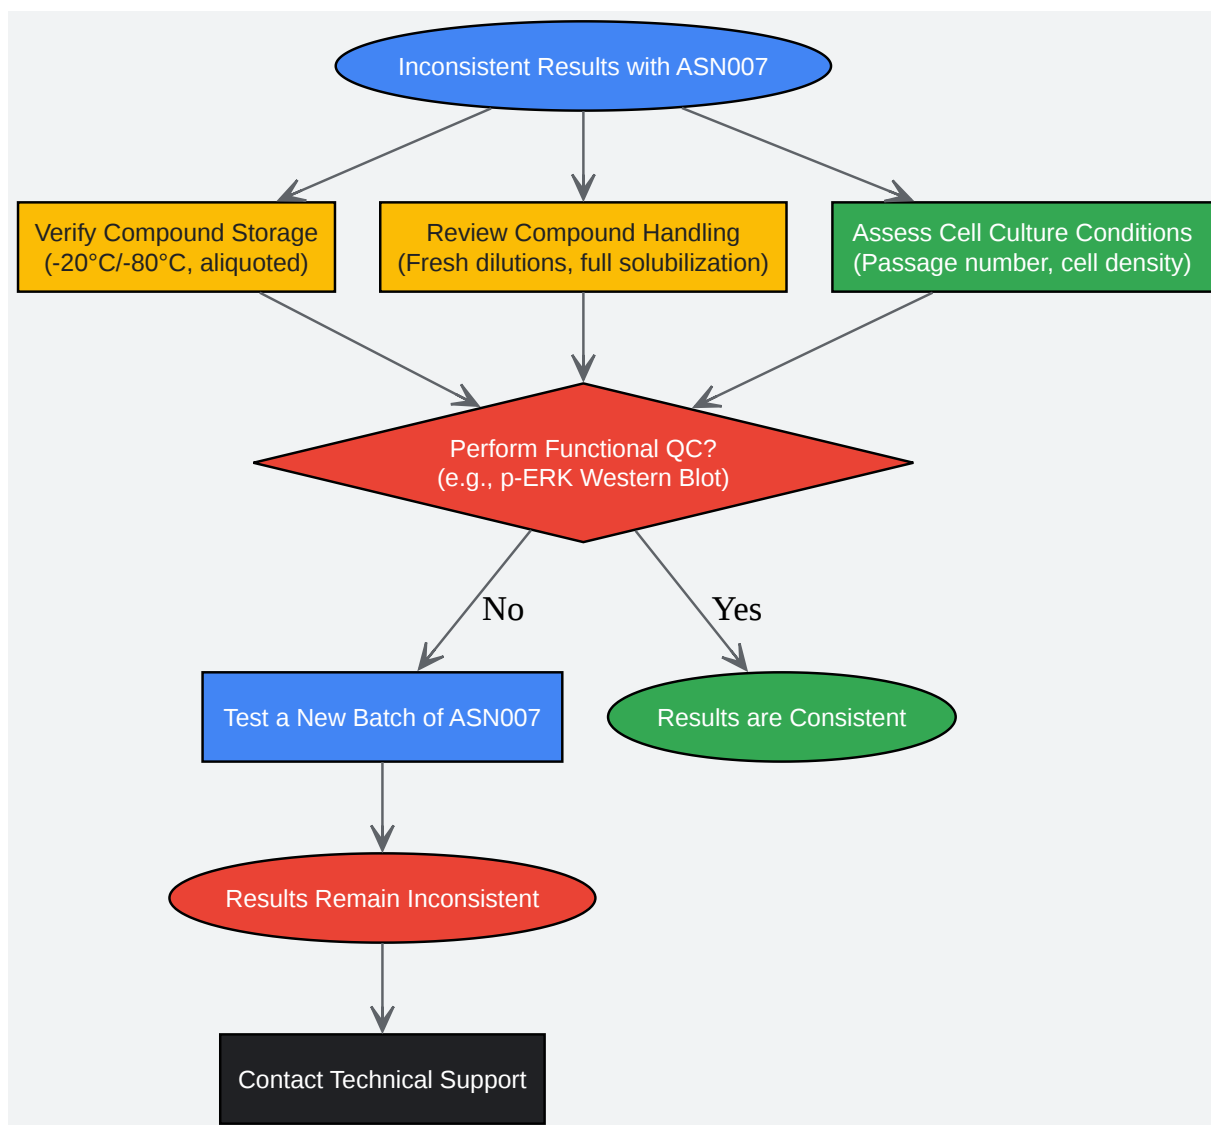 Inconsistent Results with ASN007
Verify Compound Storage
(-20°C/-80°C, aliquoted)
Review Compound Handling
(Fresh dilutions, full solubilization)
Assess Cell Culture Conditions
(Passage number, cell density)
Perform Functional QC?
(e.g., p-ERK Western Blot)
No
Yes
Test a New Batch of ASN007
Results are Consistent
Results Remain Inconsistent
Contact Technical Support